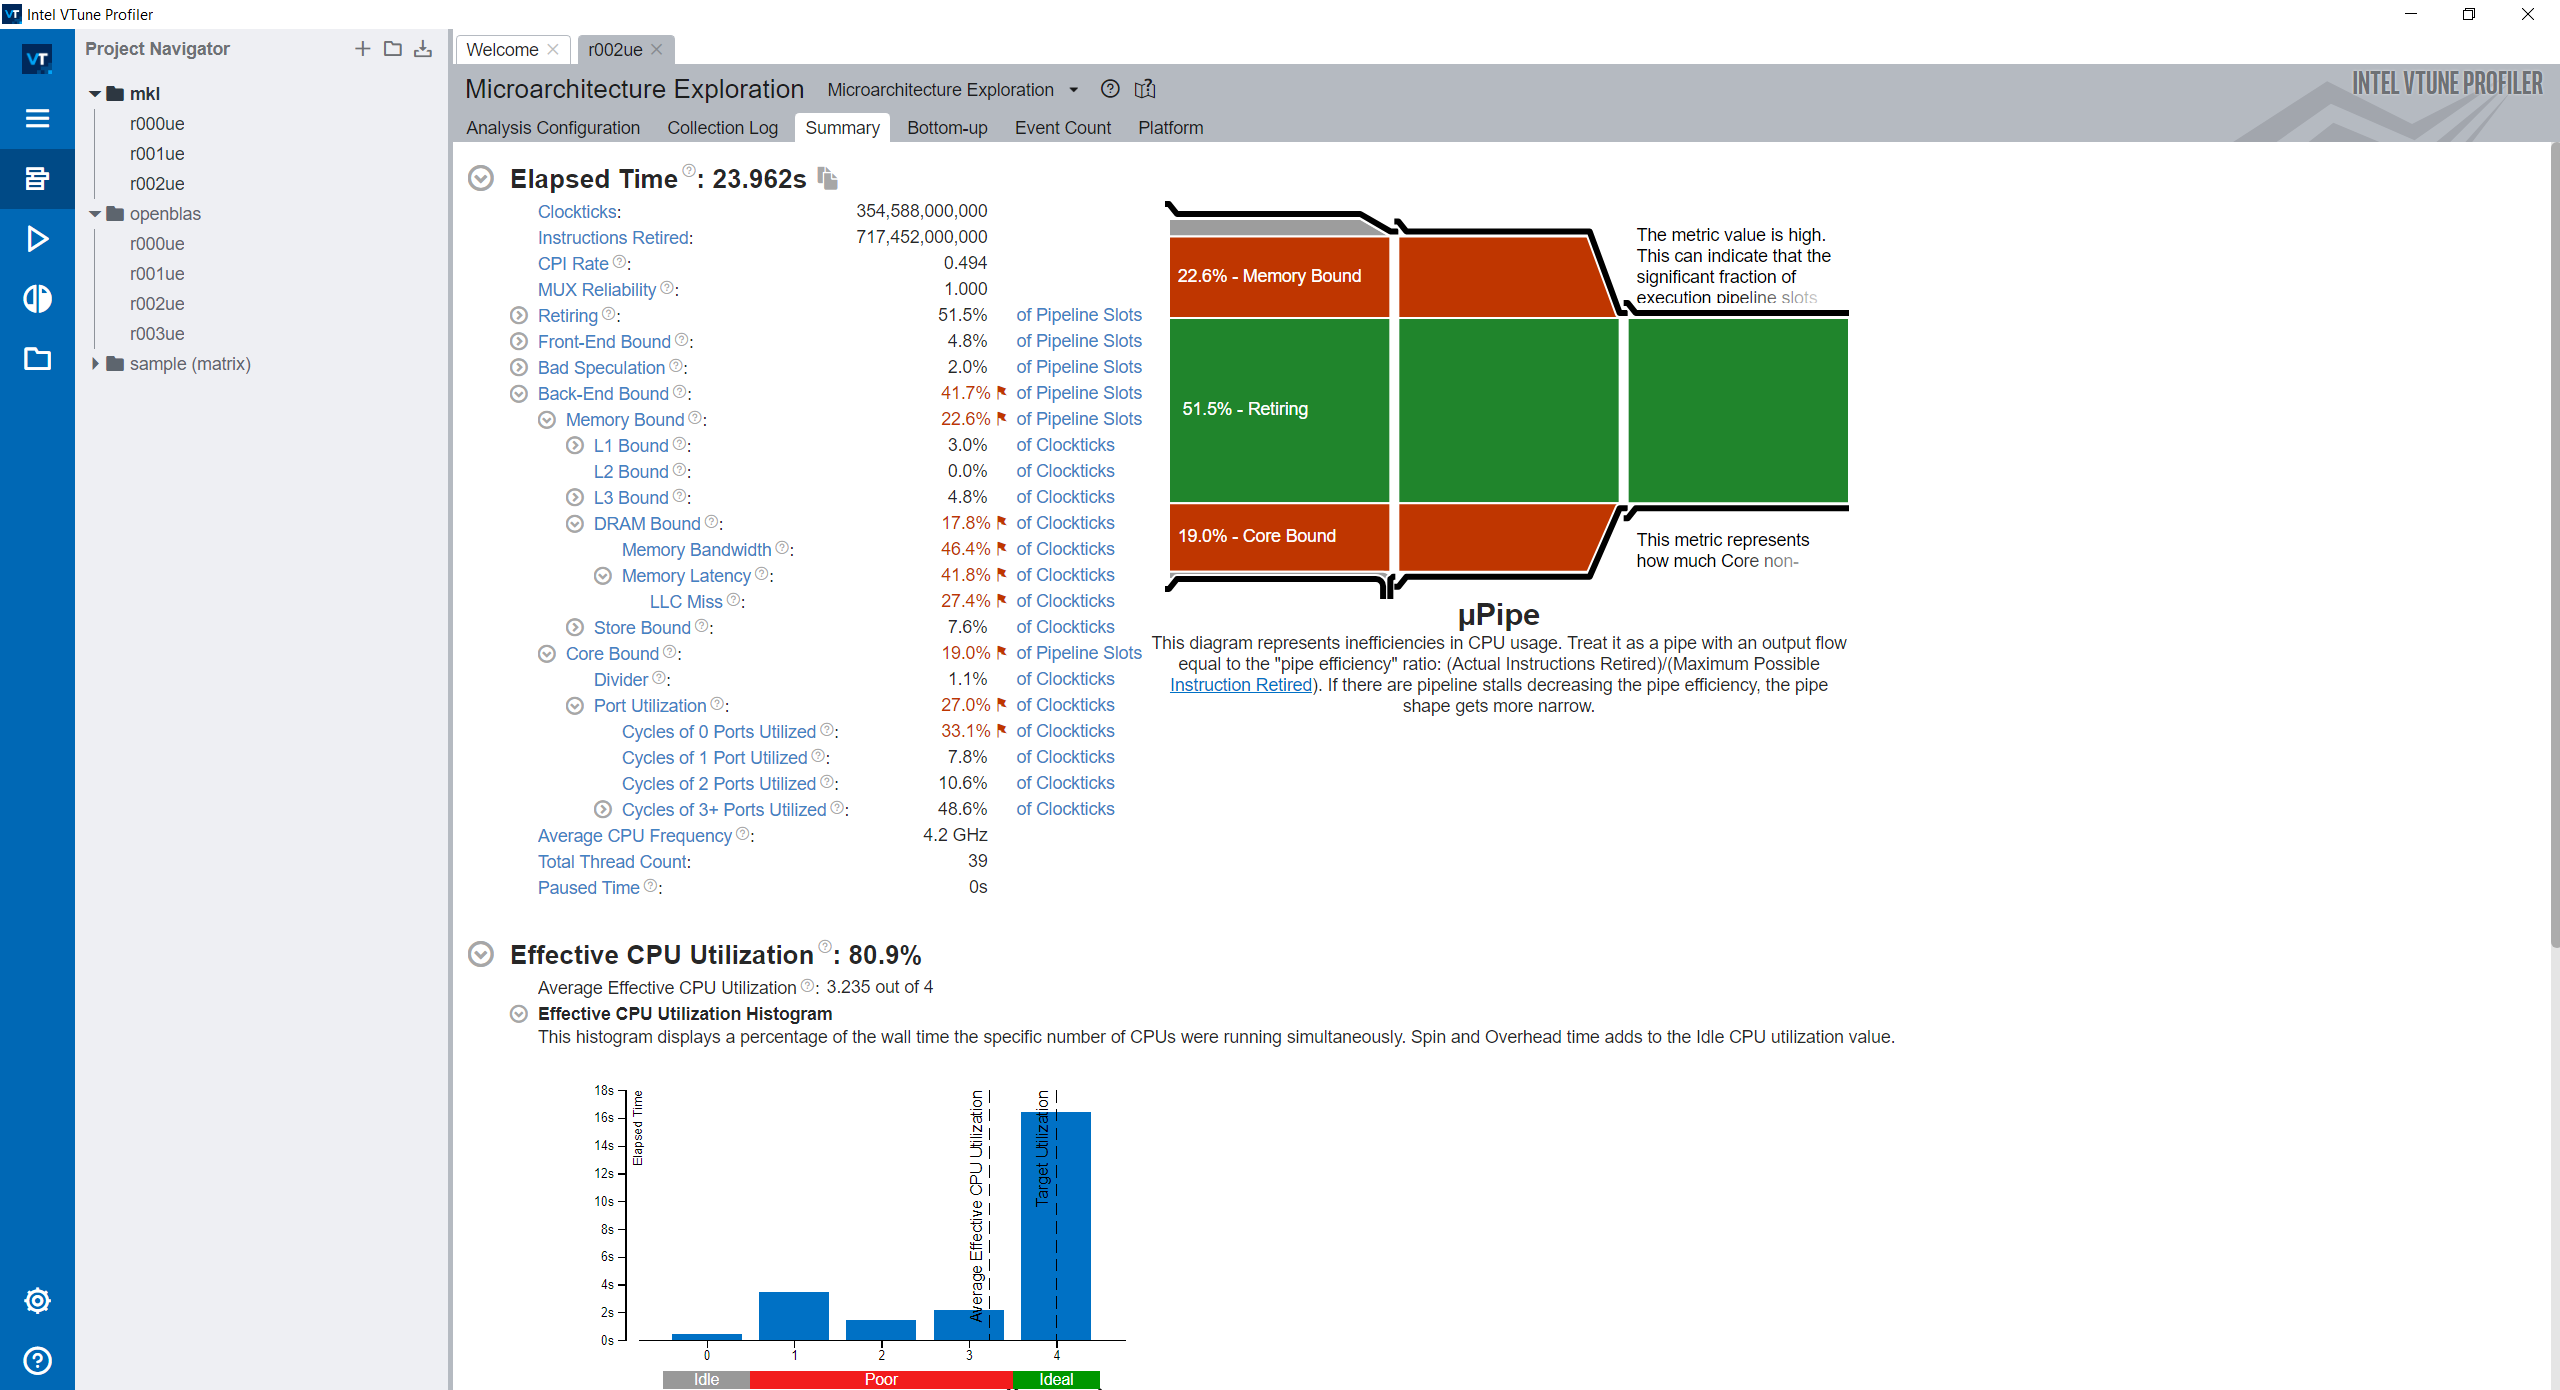 Intel VTune Profiler
Project Navigator
mkl
r000ue
r001ue
r002ue
openblas
r000ue
r001ue
r002ue
r003ue
sample (matrix)
Welcome
r002ue
Microarchitecture Exploration Microarchitecture Exploration
INTEL VTUNE PROFILER
Analysis Configuration Collection Log Summary Bottom-up Event Count Platform
Elapsed Time : 23.962s
Clockticks: 354,588,000,000
Instructions Retired: 717,452,000,000
CPI Rate : 0.494
MUX Reliability : 1.000
Retiring : 51.5% of Pipeline Slots
Front-End Bound : 4.8% of Pipeline Slots
Bad Speculation : 2.0% of Pipeline Slots
Back-End Bound : 41.7% of Pipeline Slots
Memory Bound : 22.6% of Pipeline Slots
L1 Bound : 3.0% of Clockticks
L2 Bound : 0.0% of Clockticks
L3 Bound : 4.8% of Clockticks
DRAM Bound : 17.8% of Clockticks
Memory Bandwidth : 46.4% of Clockticks
Memory Latency : 41.8% of Clockticks
LLC Miss : 27.4% of Clockticks
Store Bound : 7.6% of Clockticks
Core Bound : 19.0% of Pipeline Slots
Divider : 1.1% of Clockticks
Port Utilization : 27.0% of Clockticks
Cycles of 0 Ports Utilized : 33.1% of Clockticks
Cycles of 1 Port Utilized : 7.8% of Clockticks
Cycles of 2 Ports Utilized : 10.6% of Clockticks
Cycles of 3+ Ports Utilized : 48.6% of Clockticks
Average CPU Frequency : 4.2 GHz
Total Thread Count: 39
Paused Time : 0s
22.6% - Memory Bound
51.5% - Retiring
19.0% - Core Bound
The metric value is high.
This can indicate that the
significant fraction of
execution pipeline slots
This metric represents
how much Core non-
µPipe
This diagram represents inefficiencies in CPU usage. Treat it as a pipe with an output flow
equal to the "pipe efficiency" ratio: (Actual Instructions Retired)/(Maximum Possible
Instruction Retired). If there are pipeline stalls decreasing the pipe efficiency, the pipe
shape gets more narrow.
Effective CPU Utilization : 80.9%
Average Effective CPU Utilization : 3.235 out of 4
Effective CPU Utilization Histogram
This histogram displays a percentage of the wall time the specific number of CPUs were running simultaneously. Spin and Overhead time adds to the Idle CPU utilization value.
18s
16s
14s
12s
10s
8s
6s
4s
2s
0s
Elapsed Time
Average Effective CPU Utilization
Target Utilization
0 1 2 3 4
Idle Poor Ideal